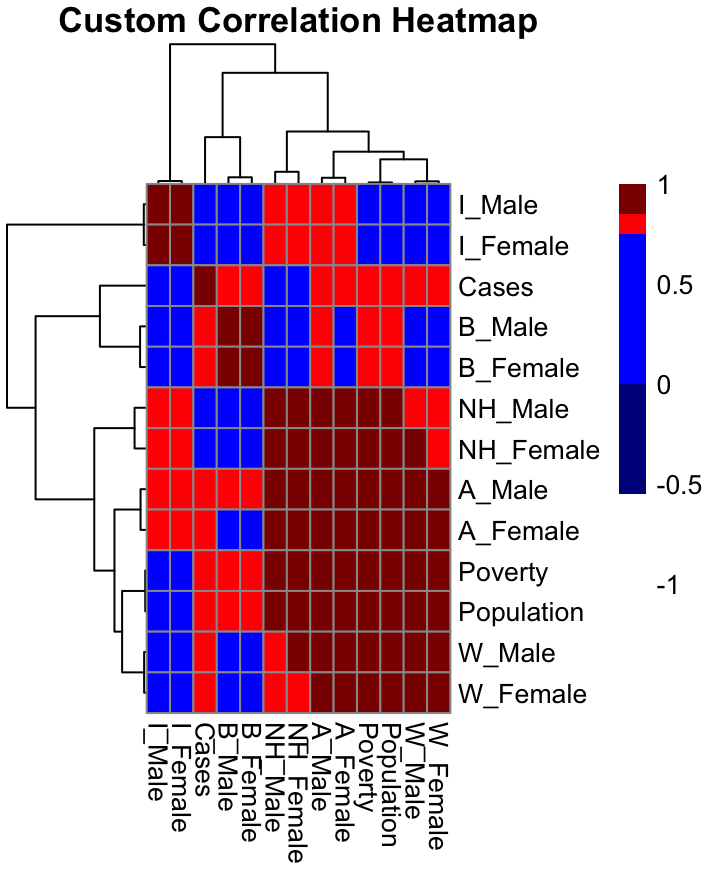 Custom Correlation Heatmap
1
0.5
0
-0.5
-1
I_Male
I_Female
Cases
B_Male
B_Female
NH_Male
NH_Female
A_Male
A_Female
Poverty
Population
W_Male
W_Female
I_Male
I_Female
Cases
B_Male
B_Female
NH_Male
NH_Female
A_Male
A_Female
Poverty
Population
W_Male
W_Female